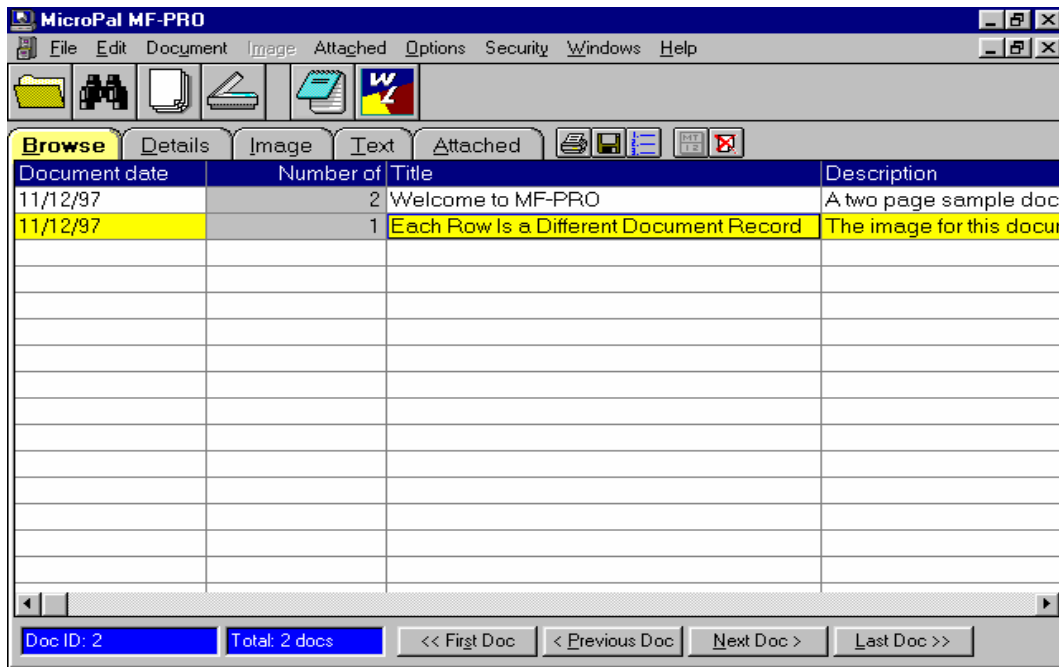 MicroPal MF-PRO
File Edit Document Image Attached Options Security Windows Help
WZ
Browse Details Image Text Attached MT 12
Document date Number of Title Description
11/12/97 2 Welcome to MF-PRO A two page sample doc
11/12/97 1 Each Row Is a Different Document Record The image for this docu
Doc ID: 2 Total: 2 docs << First Doc < Previous Doc Next Doc > Last Doc >>